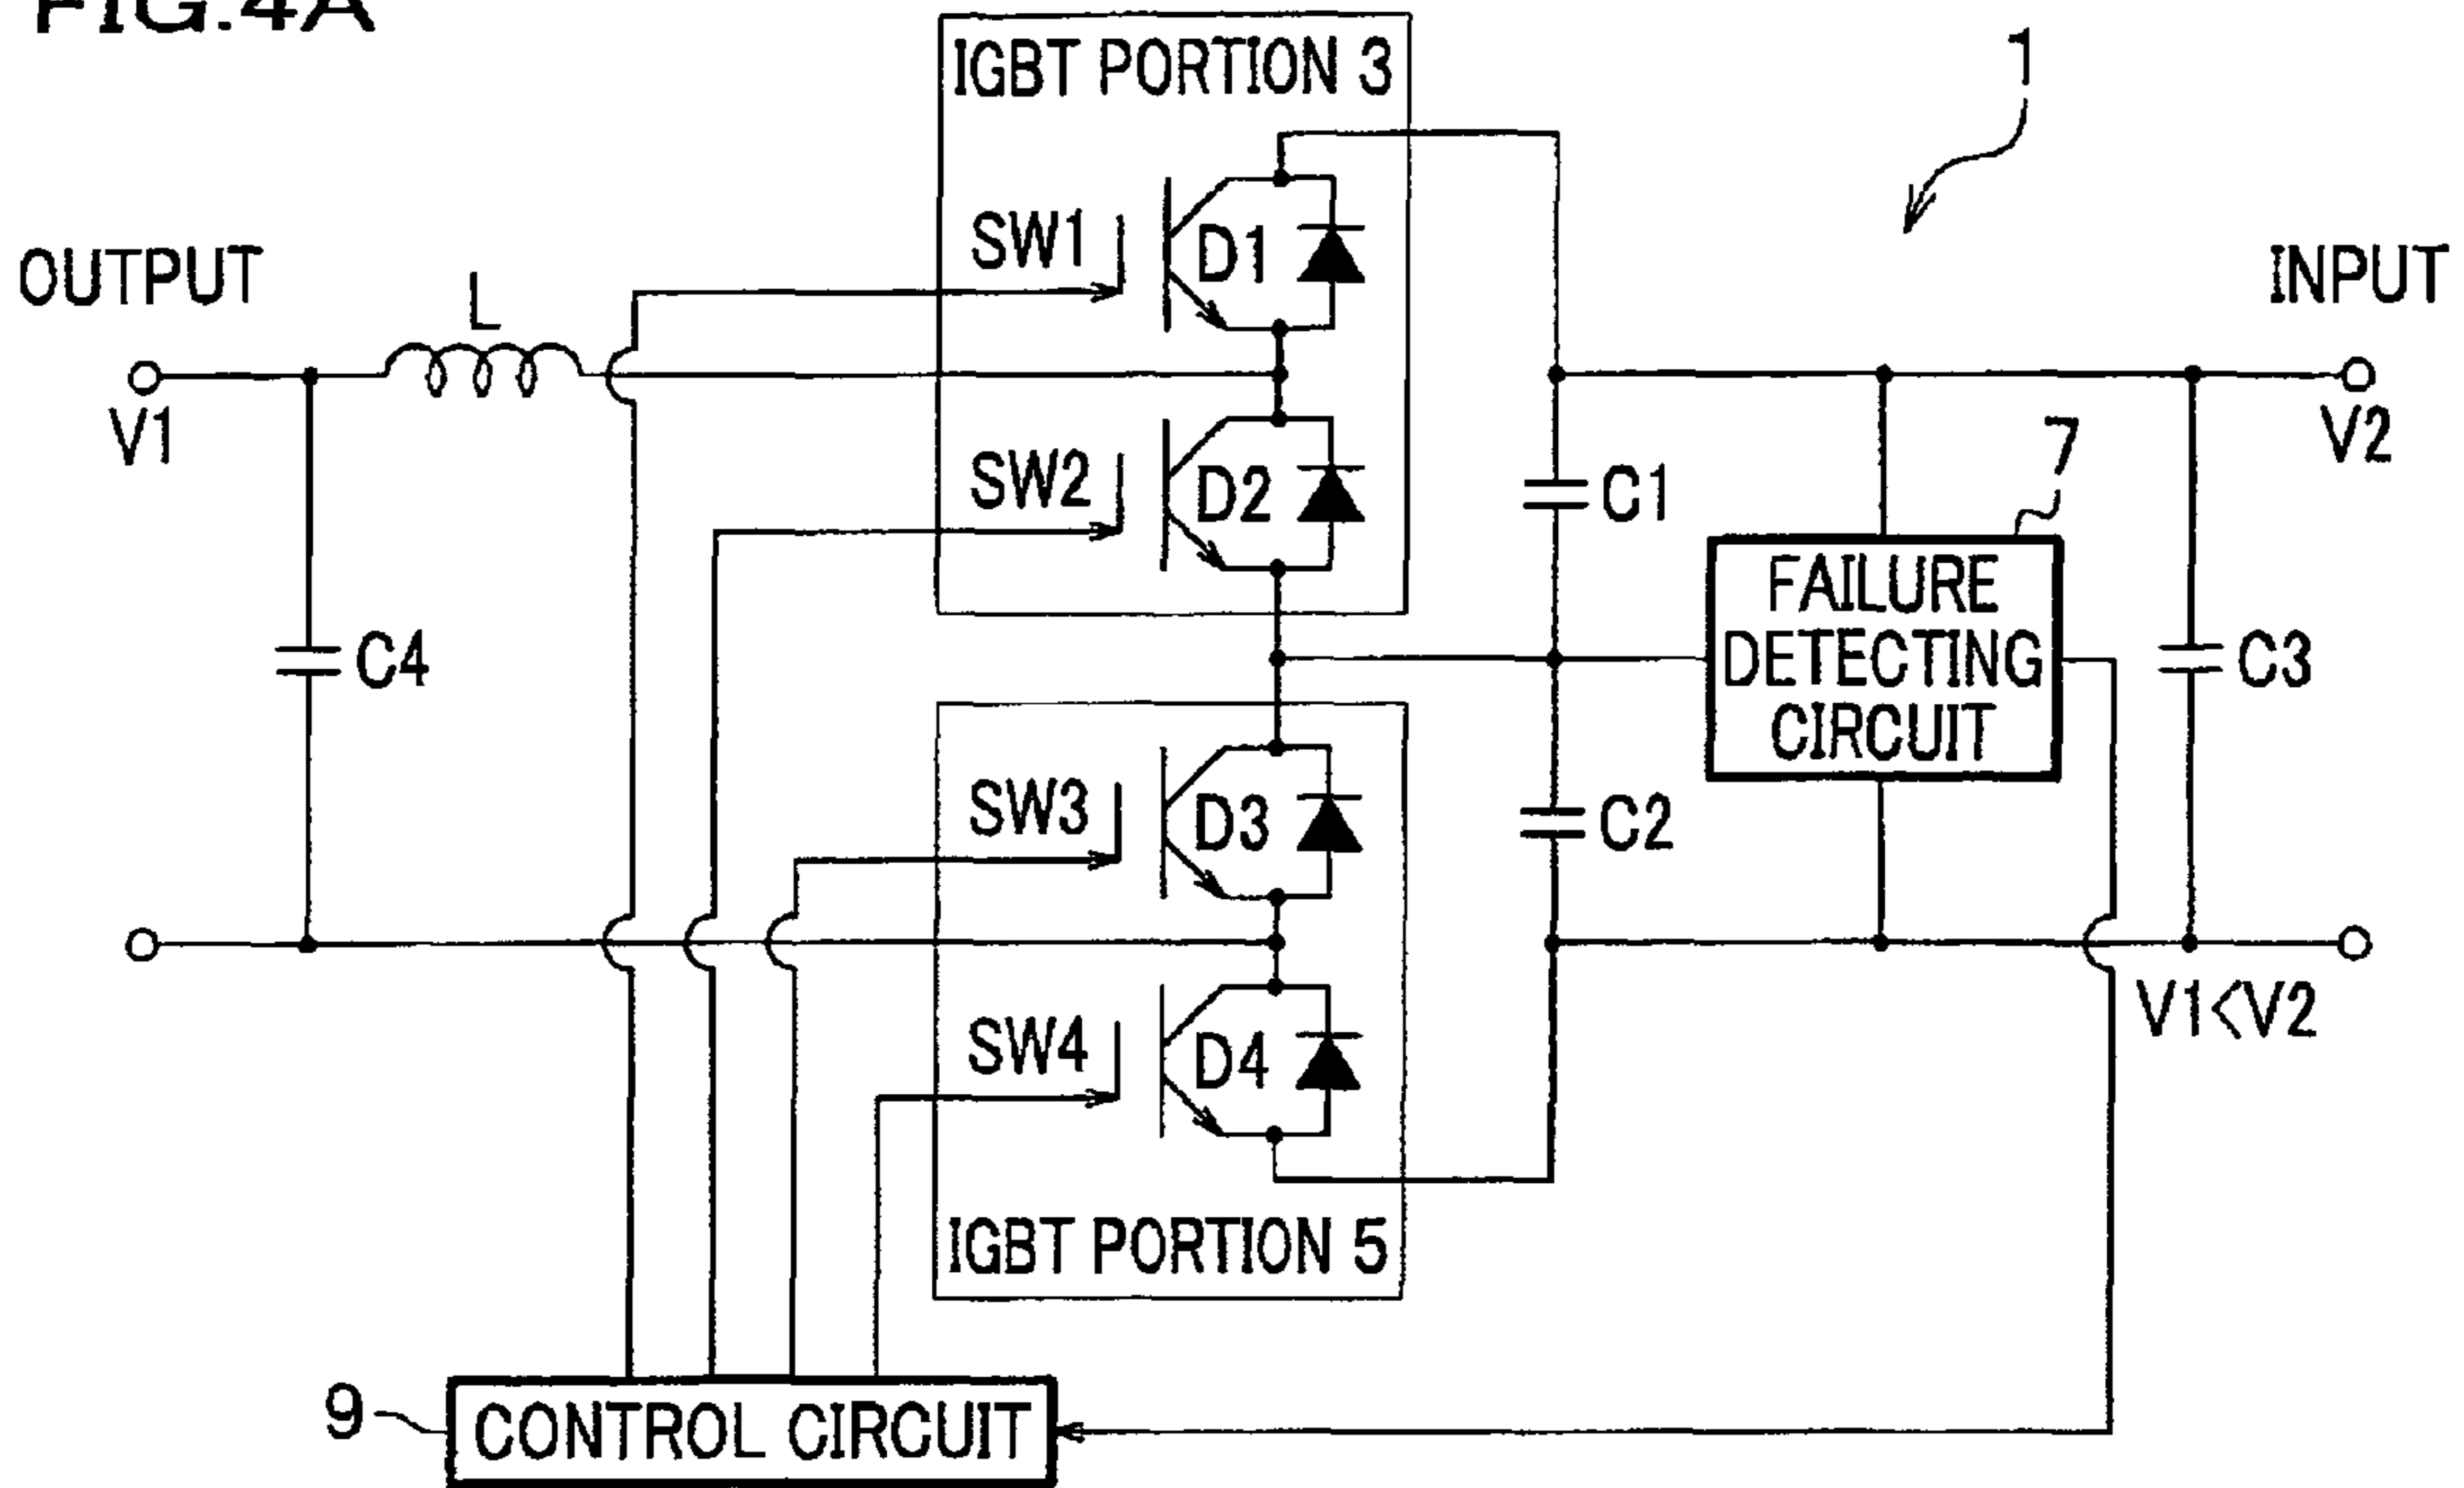 FIG.4A
IGBT PORTION 3
1
OUTPUT
L
SW1
D1
INPUT
V1
SW2
D2
C1
7
V2
FAILURE
DETECTING
CIRCUIT
C4
C3
SW3
D3
C2
SW4
D4
V1<V2
IGBT PORTION 5
9
CONTROL CIRCUIT